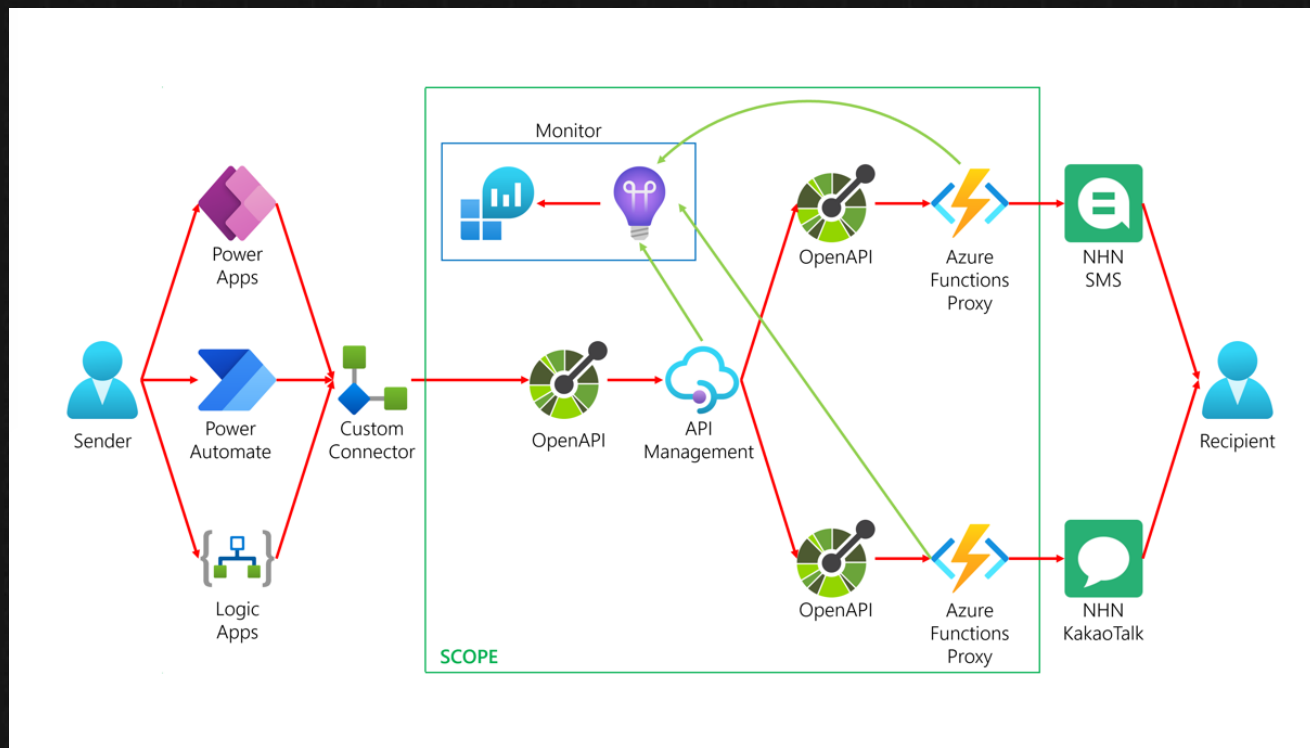 Monitor
Power
Apps
OpenAPI
Azure
Functions
Proxy
NHN
SMS
Sender
Power
Automate
Custom
Connector
OpenAPI
API
Management
Recipient
Logic
Apps
OpenAPI
Azure
Functions
Proxy
NHN
KakaoTalk
SCOPE